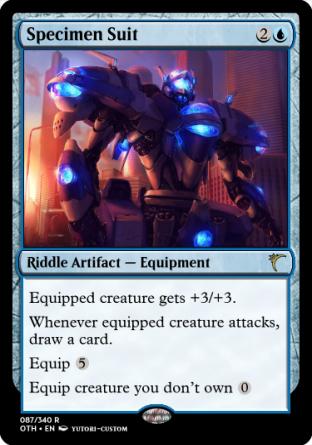 Specimen Suit 2
Riddle Artifact — Equipment
Equipped creature gets +3/+3.
Whenever equipped creature attacks,
draw a card.
Equip 5
Equip creature you don't own 0
087/340 R
OTH • EN YUTORI-CUSTOM